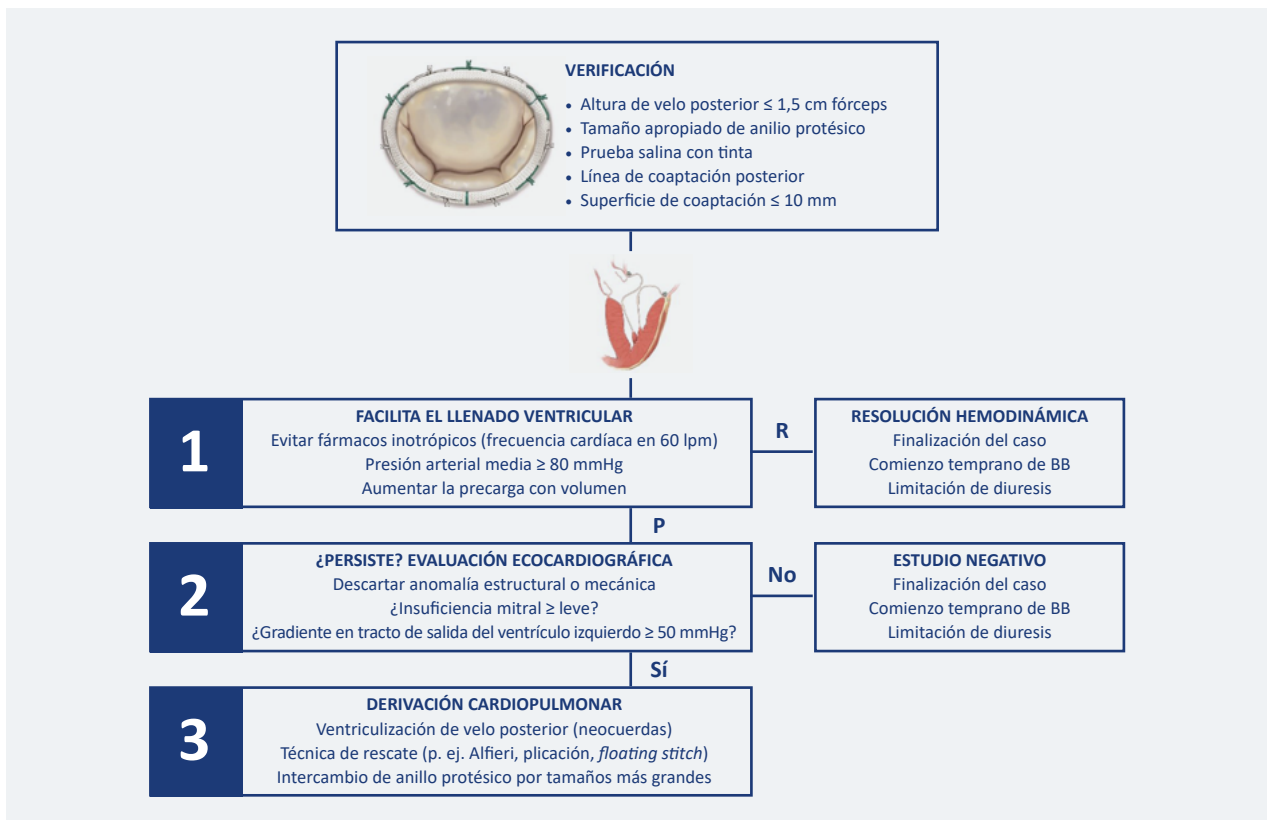 VERIFICACIÓN
• Altura de velo posterior ≤ 1,5 cm fórceps
• Tamaño apropiado de anilio protésico
• Prueba salina con tinta
• Línea de coaptación posterior
• Superficie de coaptación ≤ 10 mm
1
FACILITA EL LLENADO VENTRICULAR
Evitar fármacos inotrópicos (frecuencia cardíaca en 60 lpm)
Presión arterial media ≥ 80 mmHg
Aumentar la precarga con volumen
R
RESOLUCIÓN HEMODINÁMICA
Finalización del caso
Comienzo temprano de BB
Limitación de diuresis
P
2
¿PERSISTE? EVALUACIÓN ECOCARDIOGRÁFICA
Descartar anomalía estructural o mecánica
¿Insuficiencia mitral ≥ leve?
¿Gradiente en tracto de salida del ventrículo izquierdo ≥ 50 mmHg?
No
ESTUDIO NEGATIVO
Finalización del caso
Comienzo temprano de BB
Limitación de diuresis
Sí
3
DERIVACIÓN CARDIOPULMONAR
Ventriculización de velo posterior (neocuerdas)
Técnica de rescate (p. ej. Alfieri, plicación, floating stitch)
Intercambio de anillo protésico por tamaños más grandes